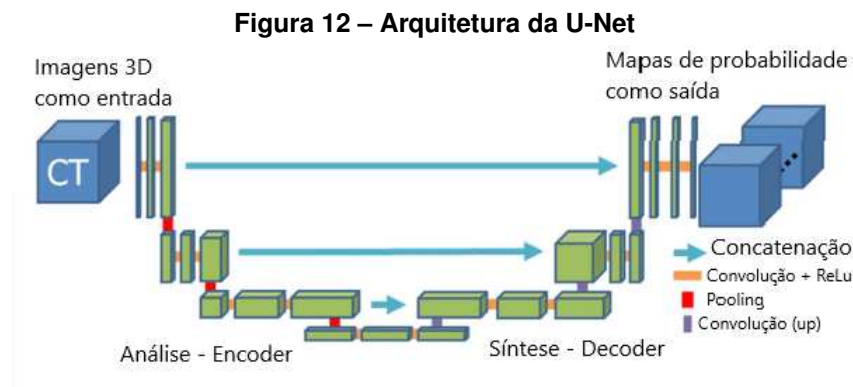 Figura 12 – Arquitetura da U-Net
Imagens 3D
como entrada
Mapas de probabilidade
como saída
CT
Concatenação
Convolução + ReLu
Pooling
Convolução (up)
Análise - Encoder
Síntese - Decoder